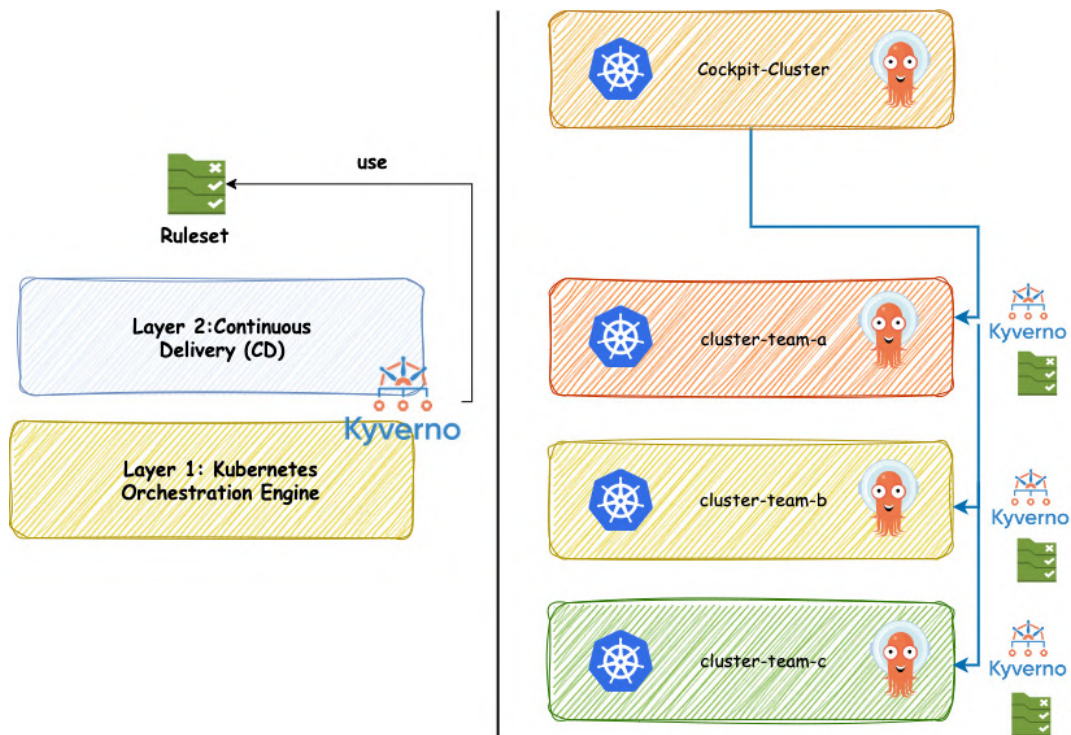 use
Ruleset
Layer 2:Continuous
Delivery (CD)
Kyverno
Layer 1: Kubernetes
Orchestration Engine
Cockpit-Cluster
cluster-team-a
Kyverno
cluster-team-b
Kyverno
cluster-team-c
Kyverno